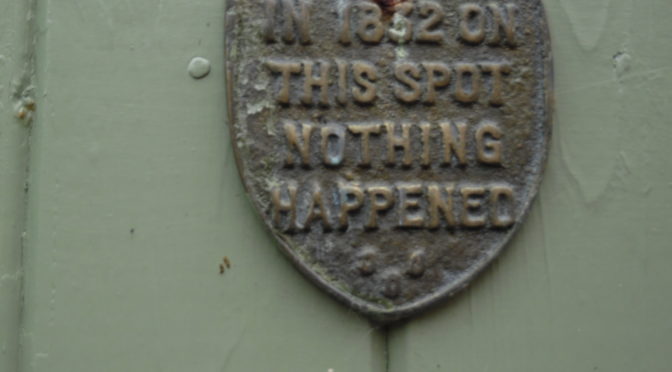 IN 1832 ON
THIS SPOT
NOTHING
HAPPENED